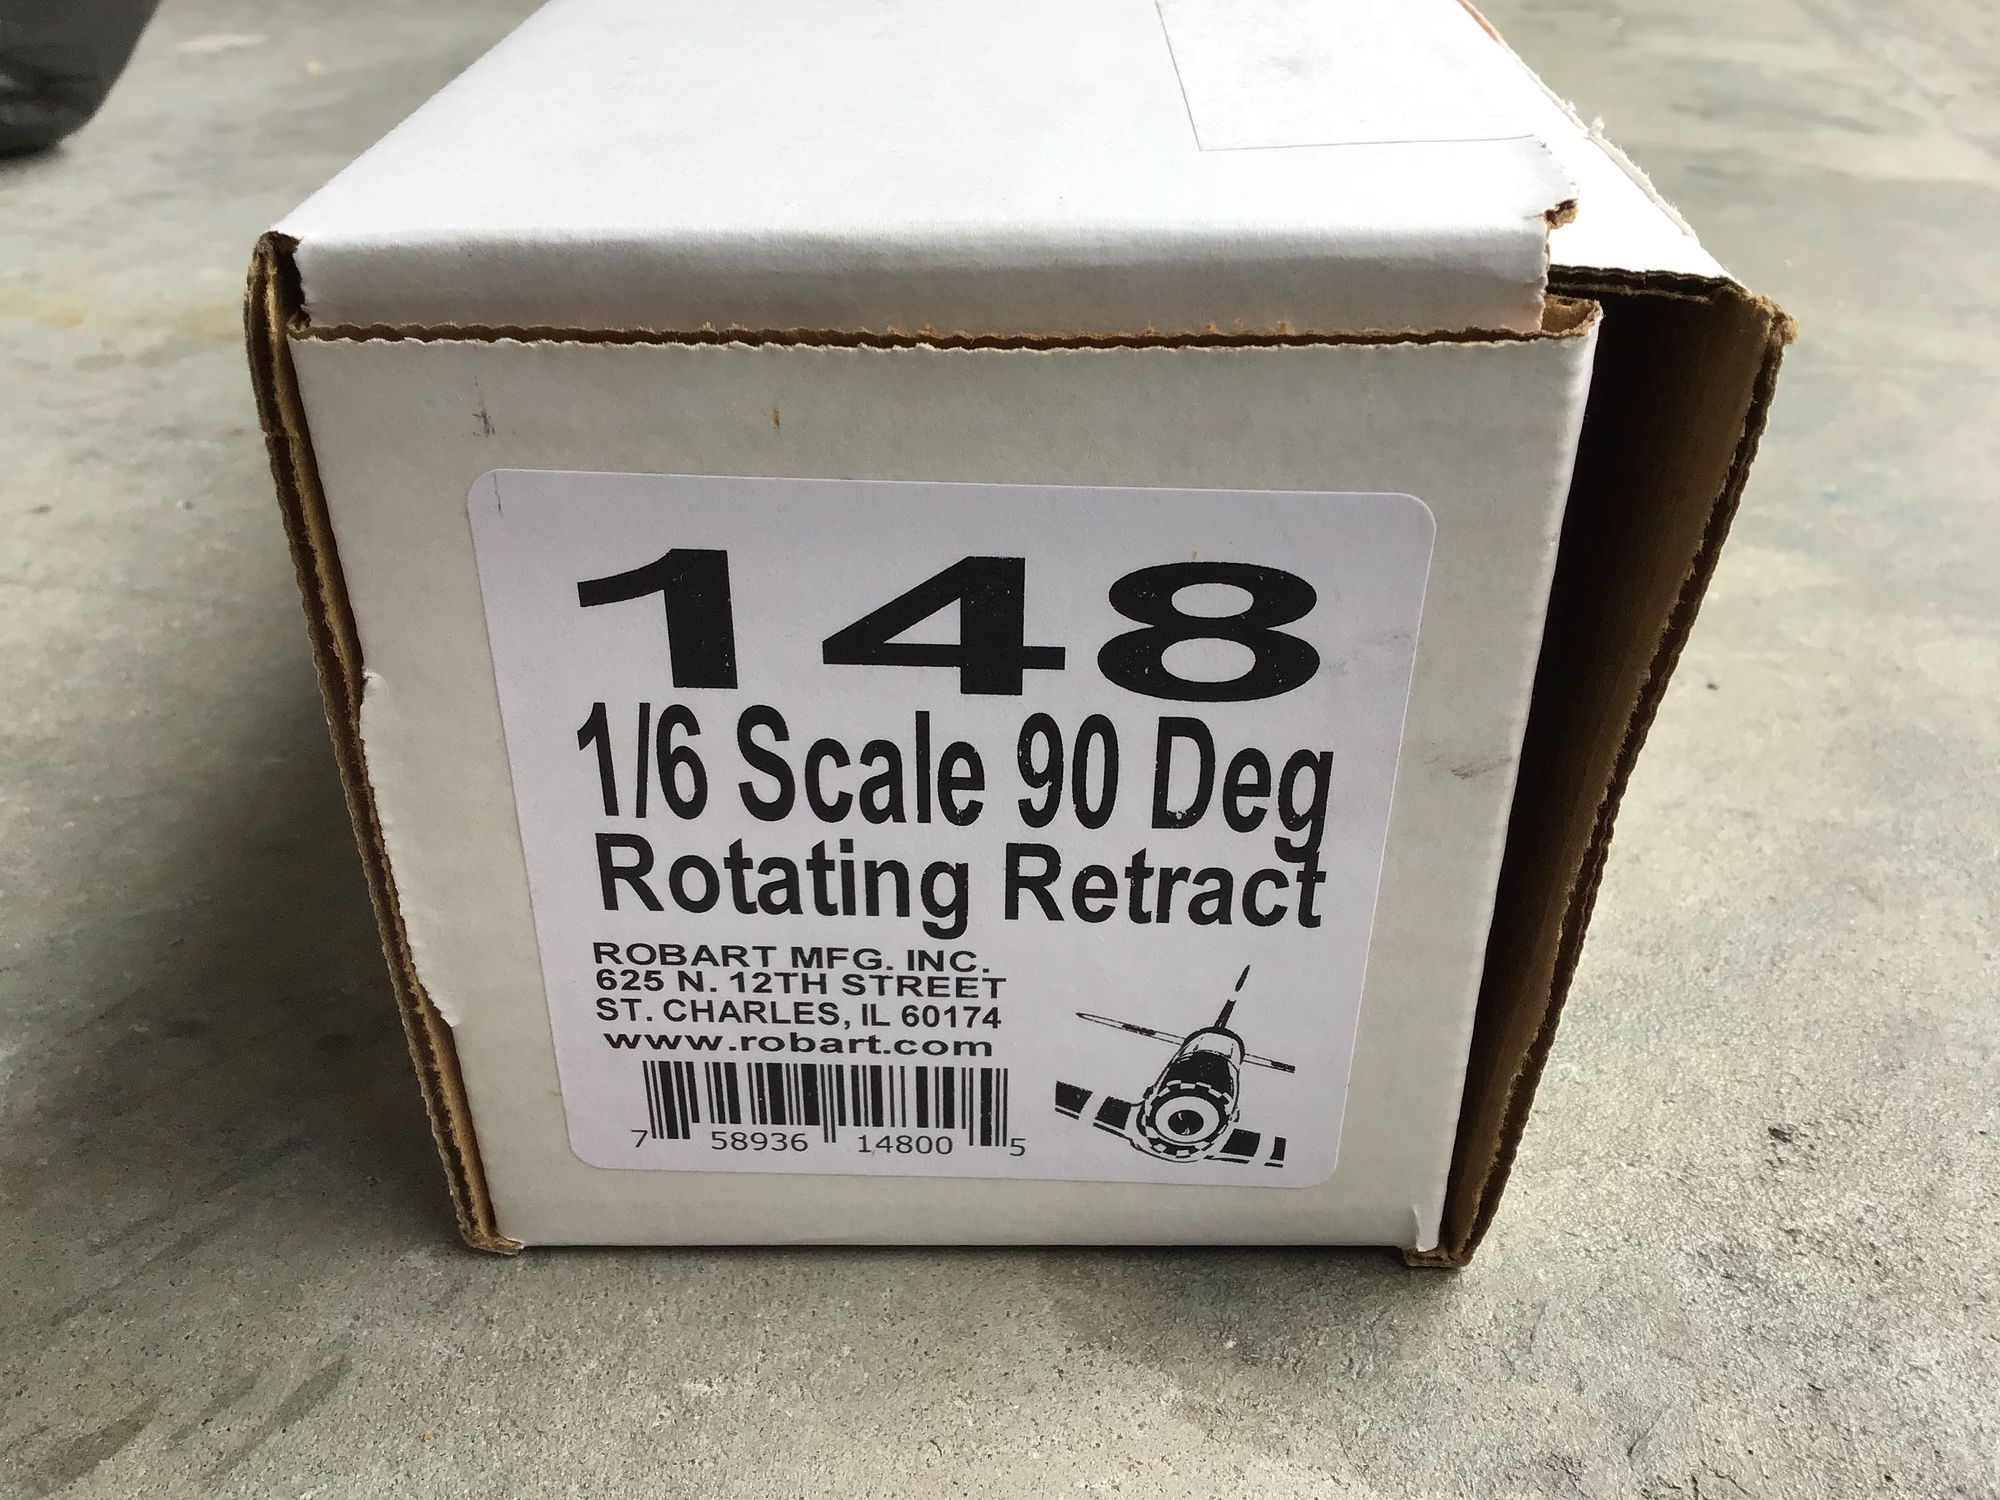 148
1/6 Scale 90 Deg
Rotating Retract
ROBART MFG. INC.
625 N. 12TH STREET
ST. CHARLES, IL 60174
www.robart.com
7 58936 14800 5